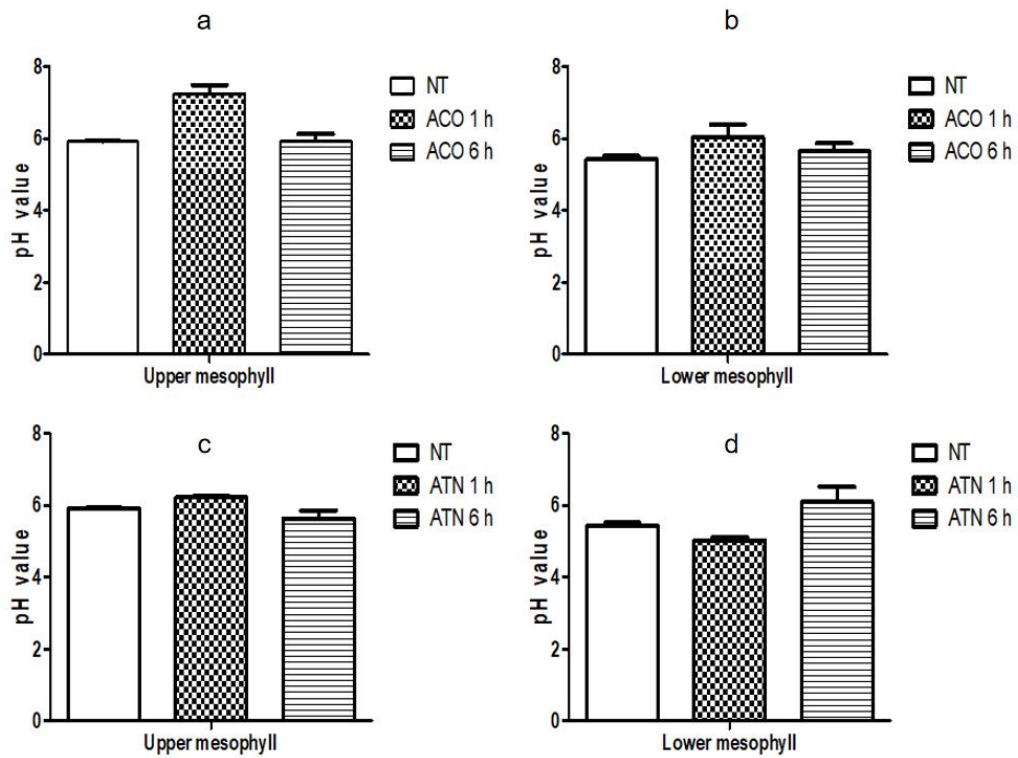 a
8
6
4
2
0
pH value
Upper mesophyll
NT
ACO 1 h
ACO 6 h
b
8
6
4
2
0
pH value
Lower mesophyll
NT
ACO 1 h
ACO 6 h
c
8
6
4
2
0
pH value
Upper mesophyll
NT
ATN 1 h
ATN 6 h
d
8
6
4
2
0
pH value
Lower mesophyll
NT
ATN 1 h
ATN 6 h